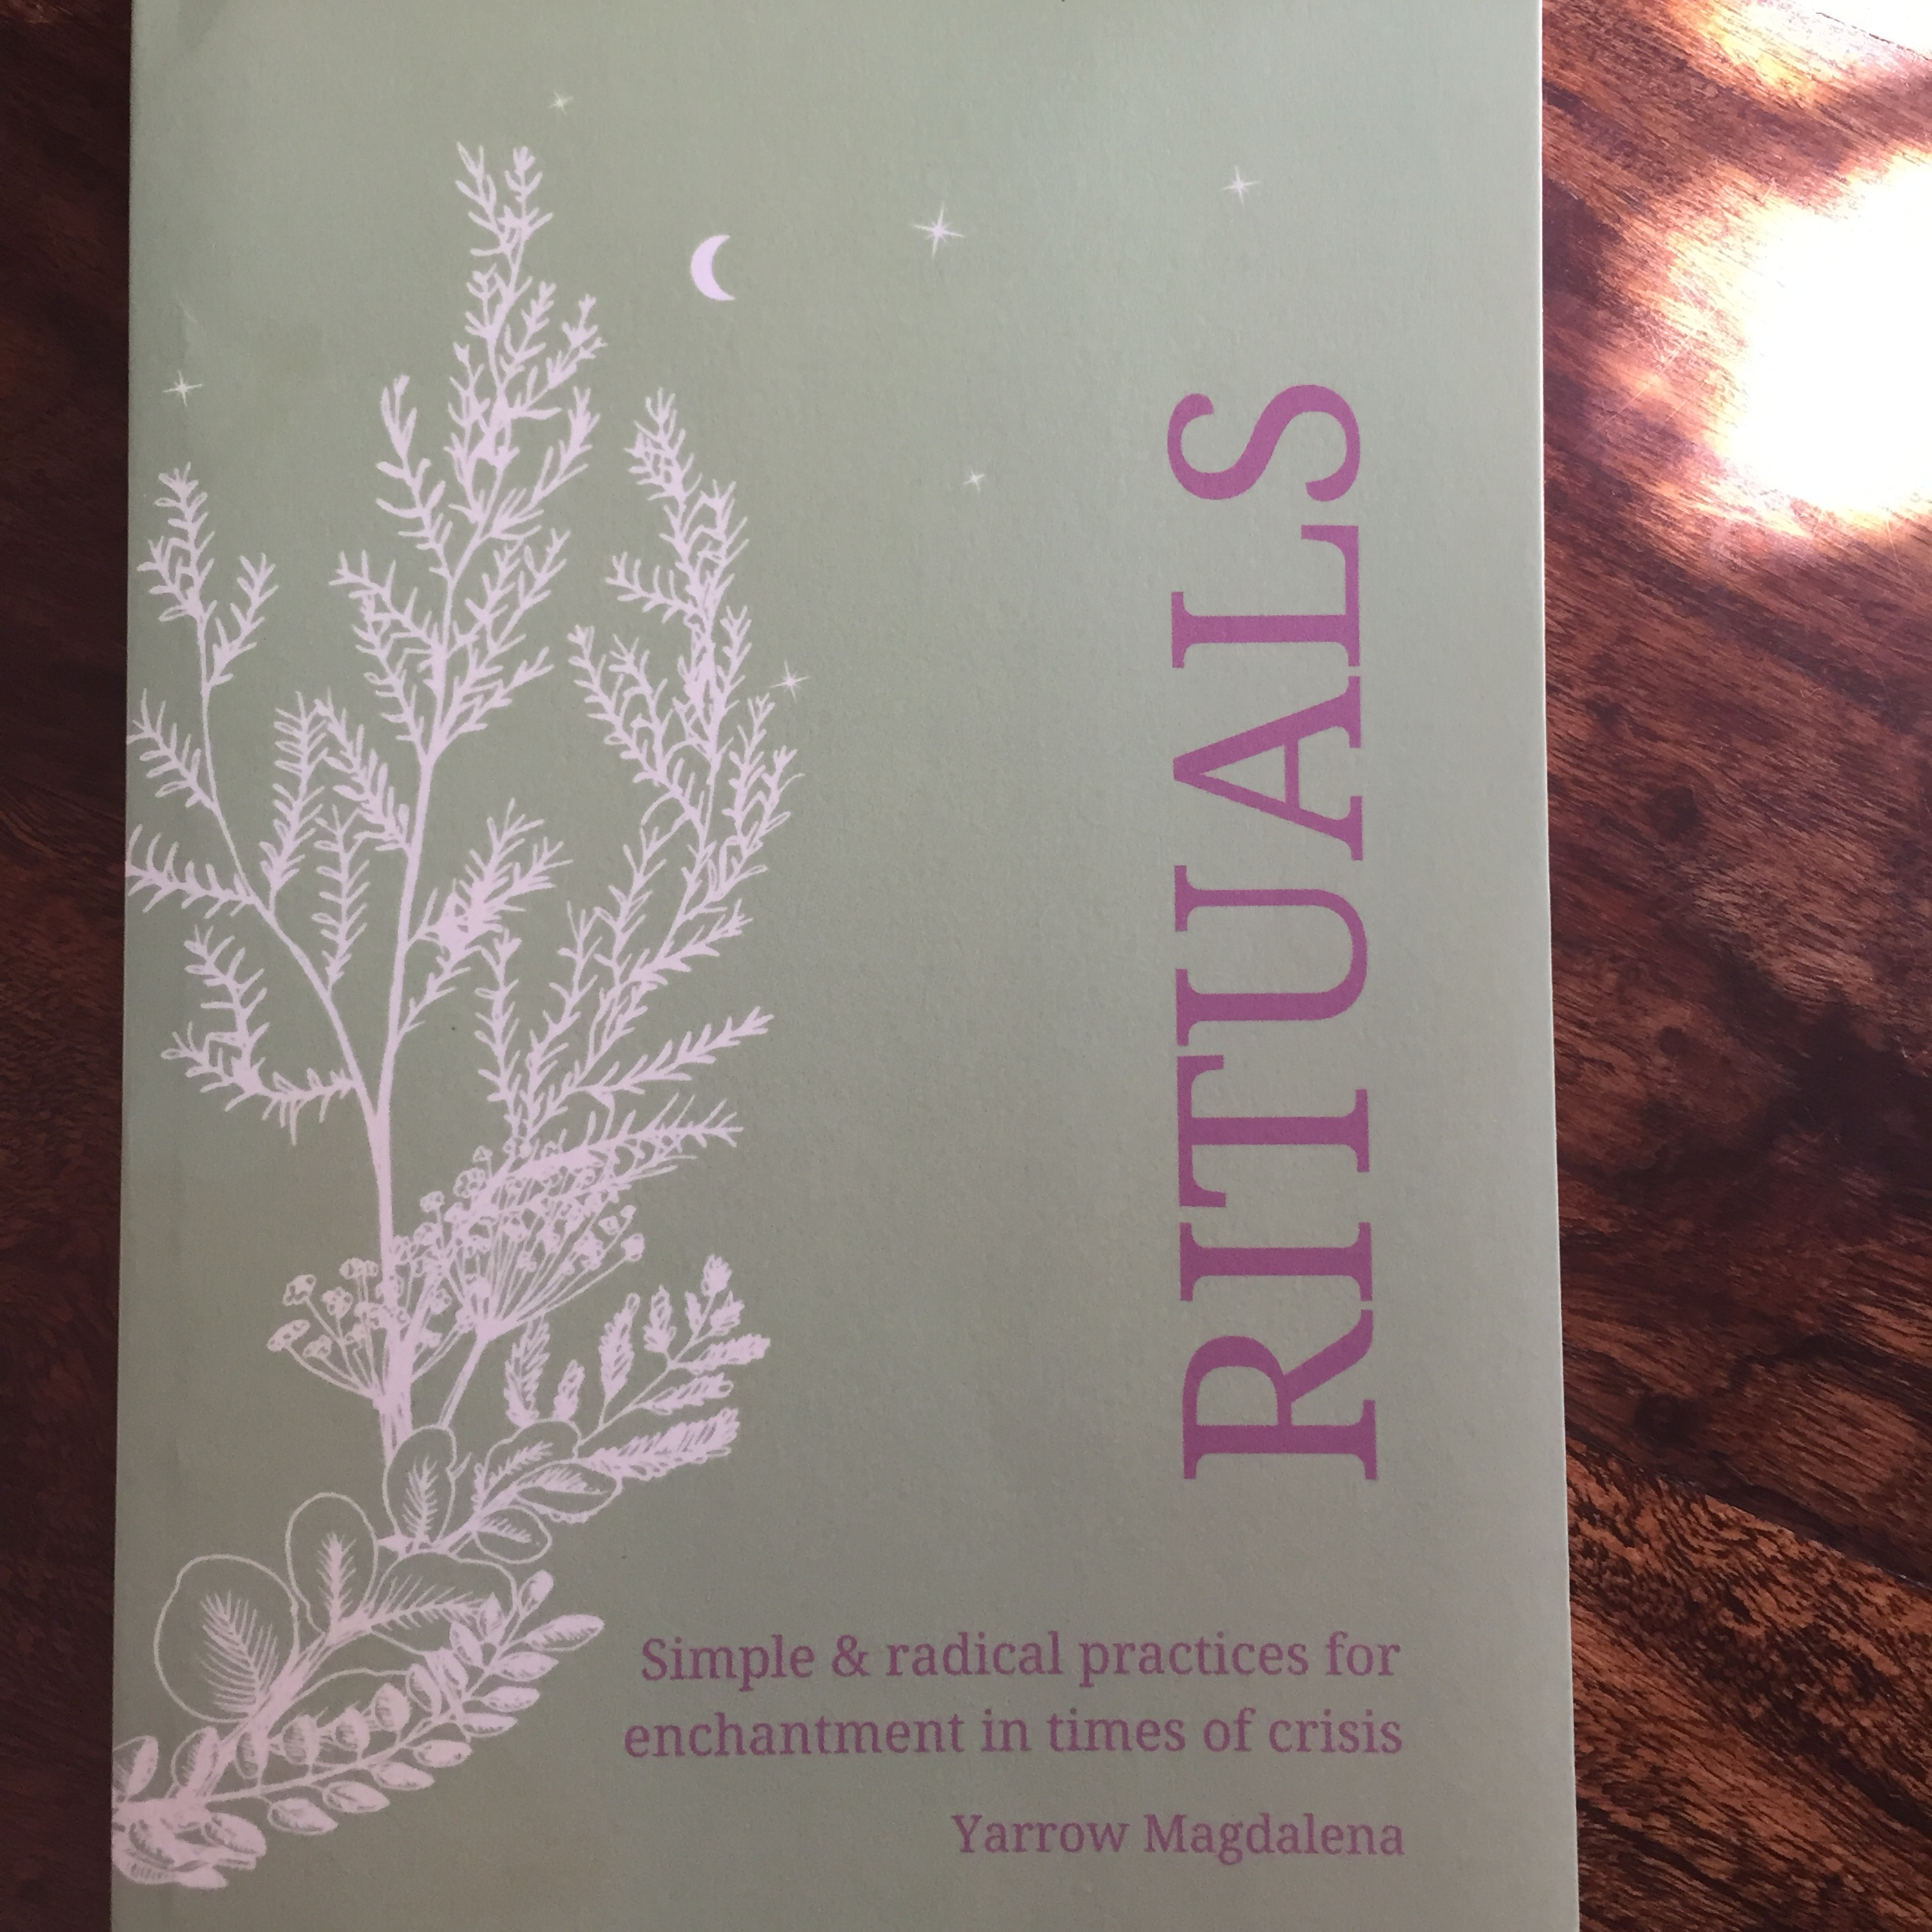 RITUALS
Simple & radical practices for
enchantment in times of crisis
Yarrow Magdalena